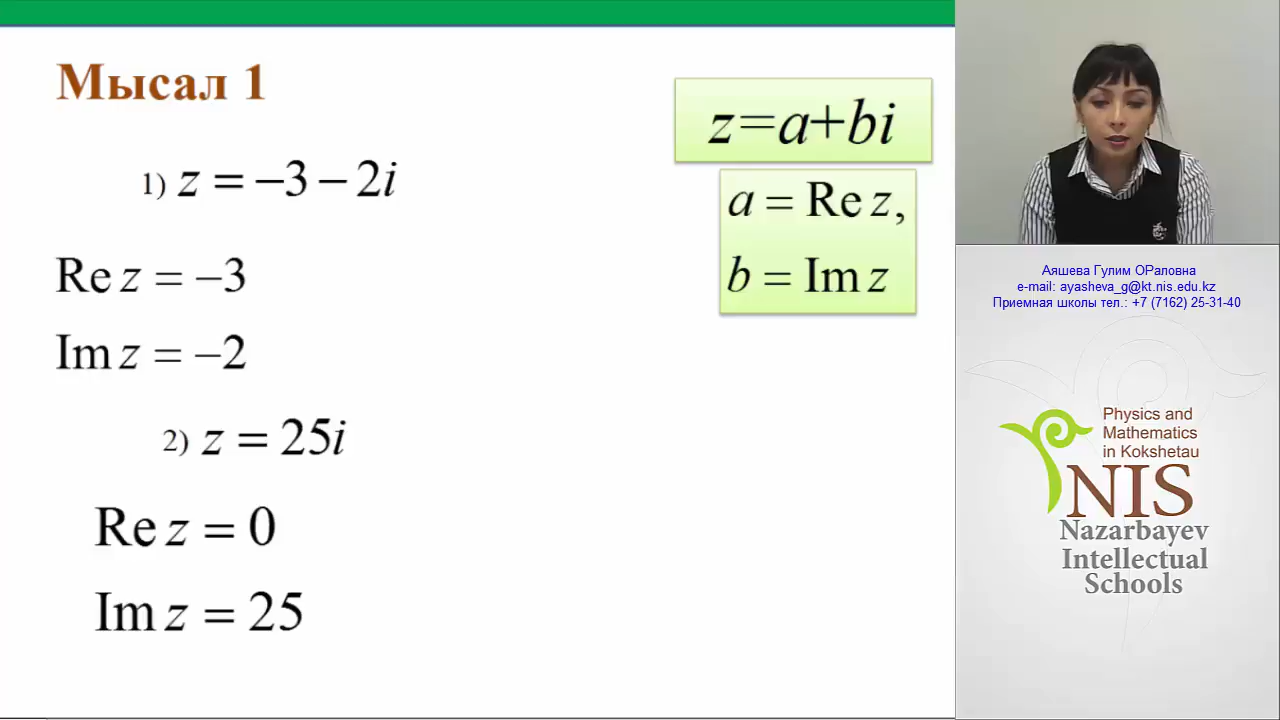 Мысал 1
1) z = −3 − 2i
Re z = −3
Im z = −2
2) z = 25i
Re z = 0
Im z = 25
z=a+bi
a = Re z,
b = Im z
Аяшева Гулим ОРаловна
e-mail: ayasheva_g@kt.nis.edu.kz
Приемная школы тел.: +7 (7162) 25-31-40
Physics and
Mathematics
in Kokshetau
NIS
Nazarbayev
Intellectual
Schools